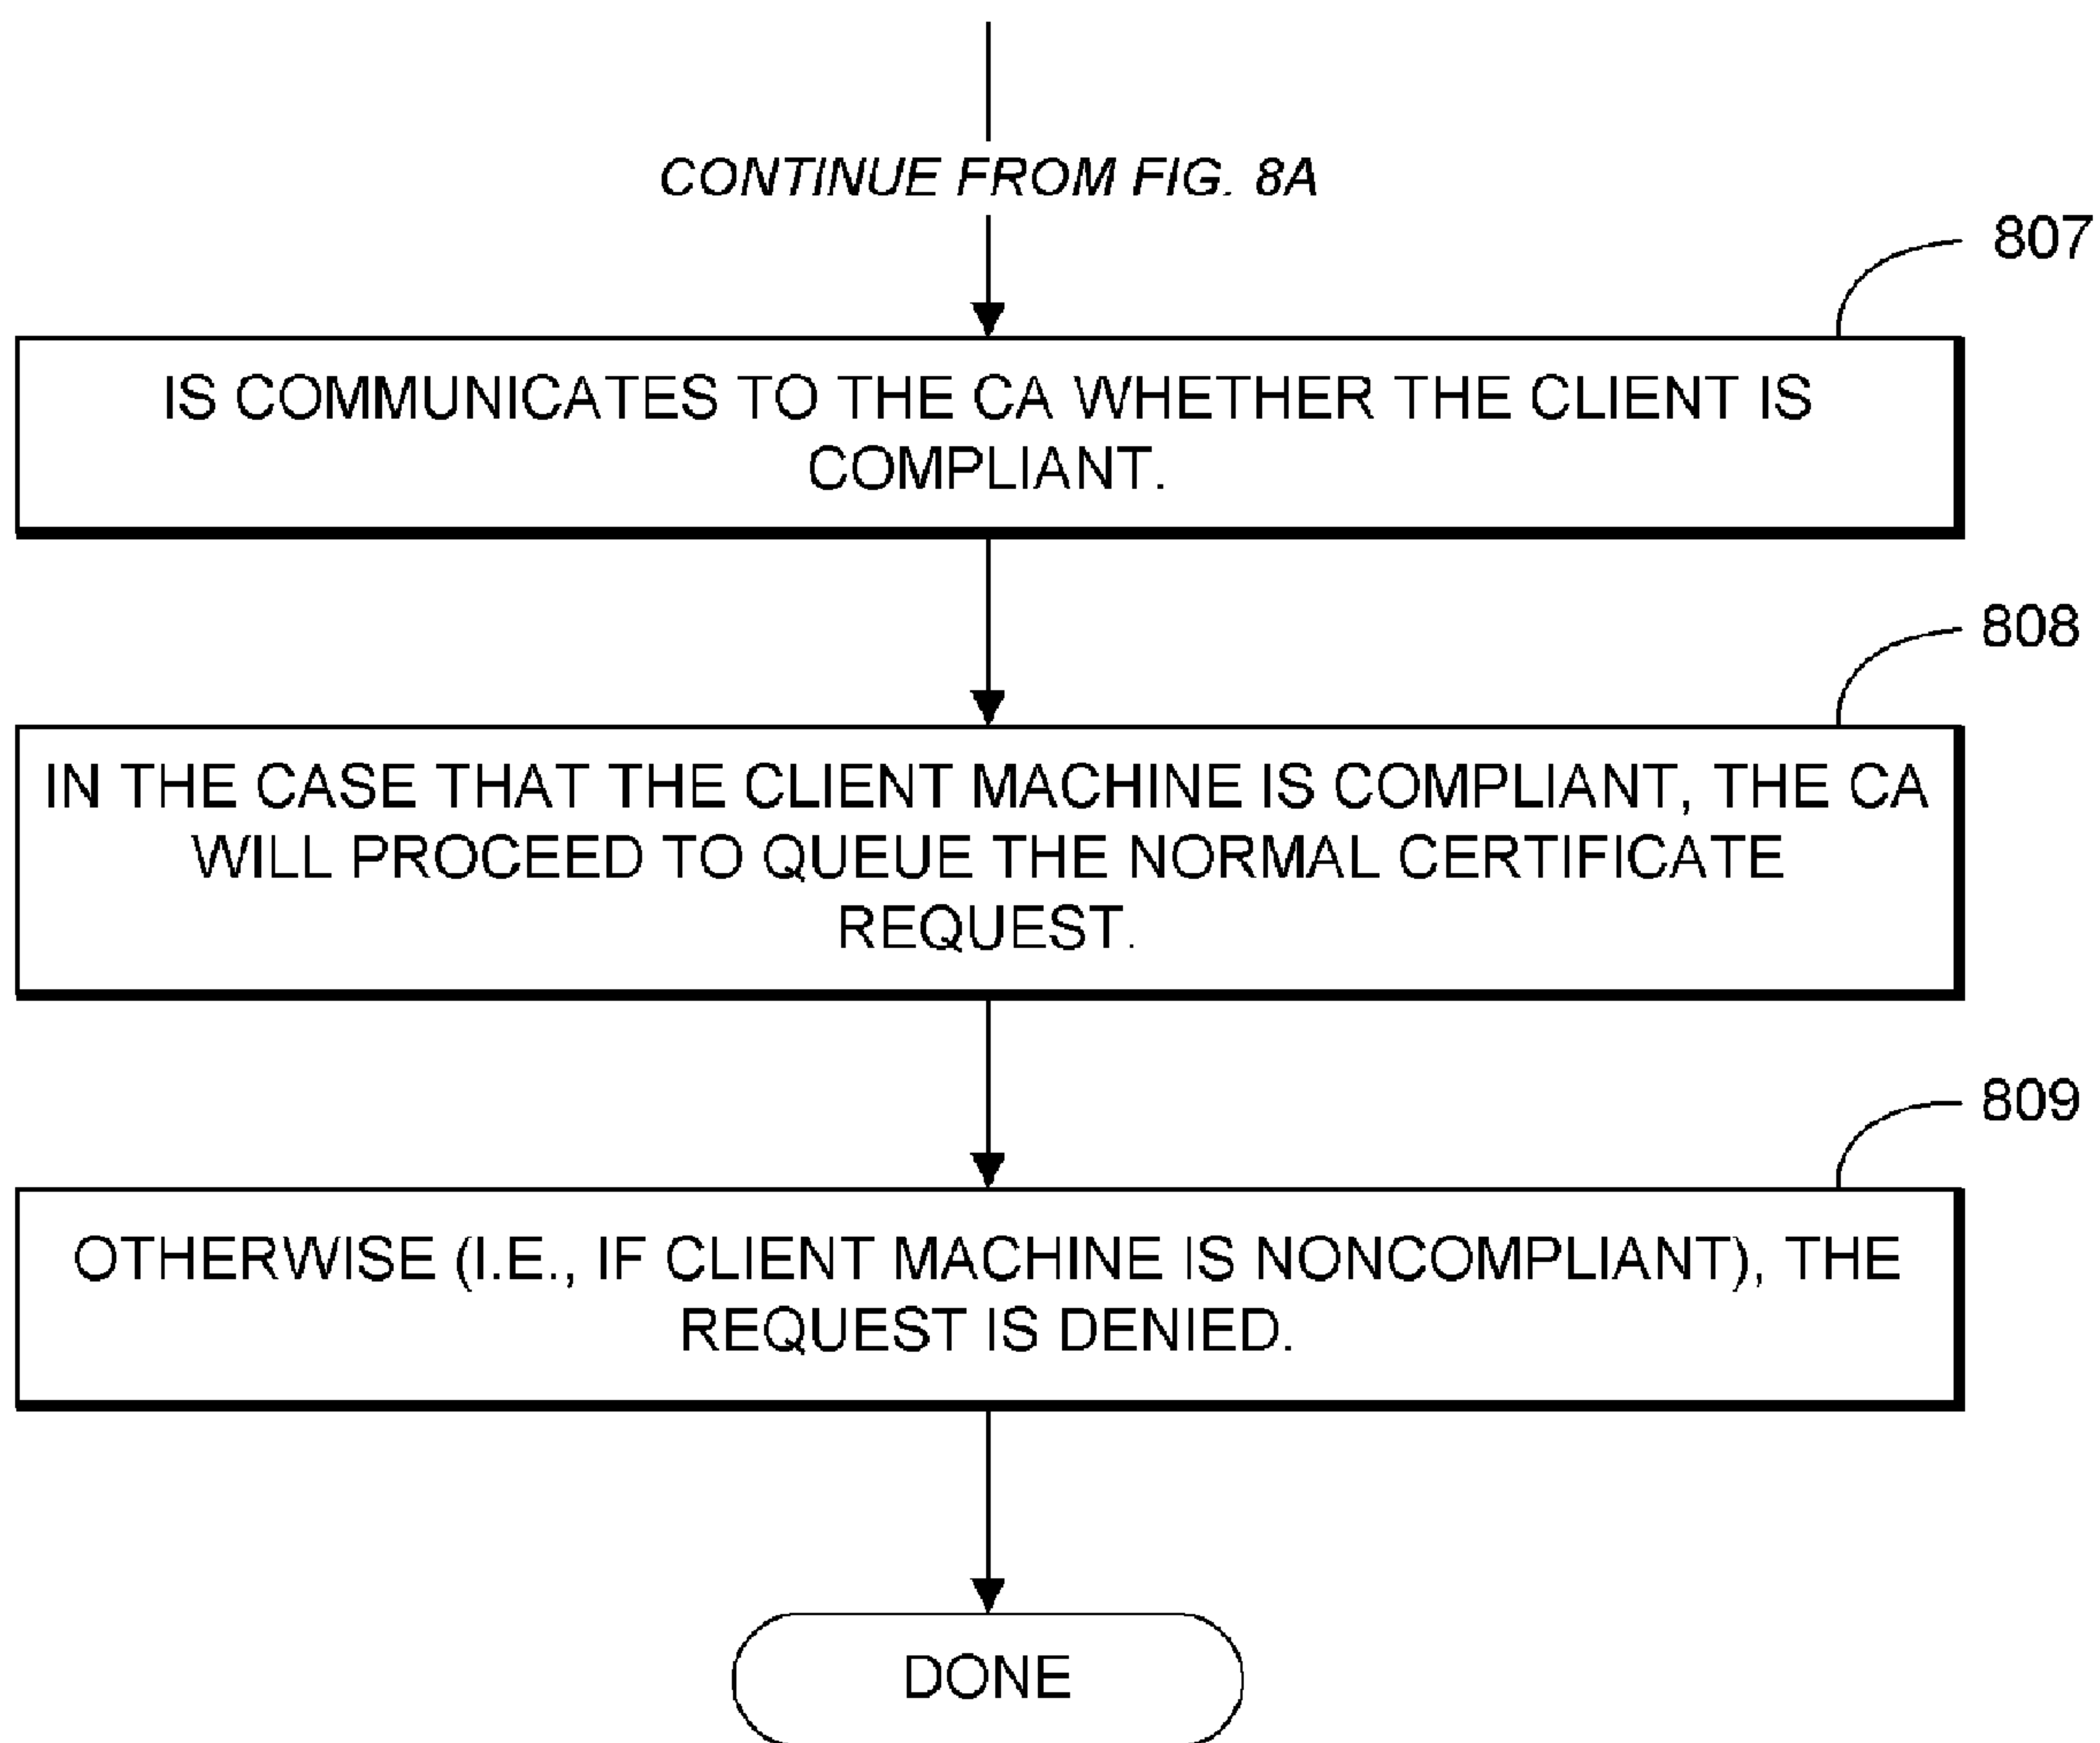 CONTINUE FROM FIG. 8A
807
IS COMMUNICATES TO THE CA WHETHER THE CLIENT IS
COMPLIANT.
808
IN THE CASE THAT THE CLIENT MACHINE IS COMPLIANT, THE CA
WILL PROCEED TO QUEUE THE NORMAL CERTIFICATE
REQUEST.
809
OTHERWISE (I.E., IF CLIENT MACHINE IS NONCOMPLIANT), THE
REQUEST IS DENIED.
DONE